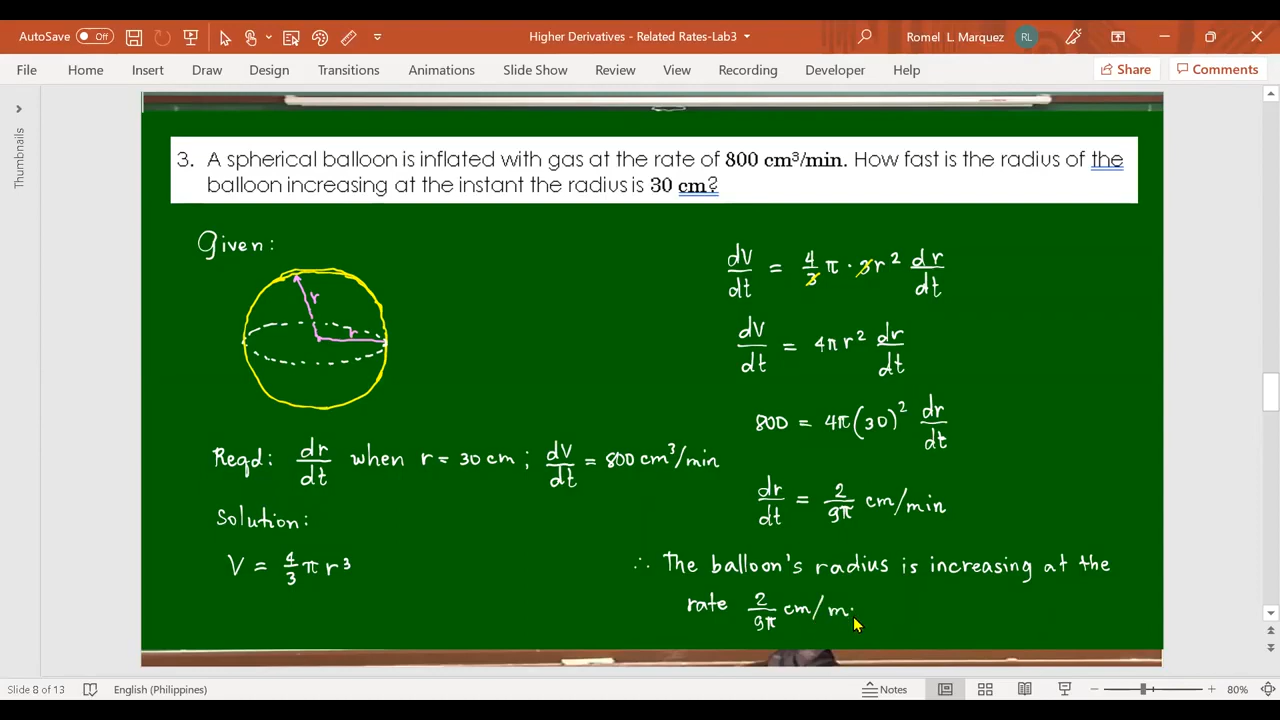 AutoSave Off Higher Derivatives - Related Rates-Lab3 Romel L. Marquez RL
File Home Insert Draw Design Transitions Animations Slide Show Review View Recording Developer Help Share Comments
Thumbnails
3. A spherical balloon is inflated with gas at the rate of 800 cm³/min. How fast is the radius of the
balloon increasing at the instant the radius is 30 cm?
Given:
r
r
Reqd: dr/dt when r = 30 cm ; dV/dt = 800 cm³/min
Solution:
V = 4/3 π r³
dV/dt = 4/3 π · 3r² dr/dt
dV/dt = 4πr² dr/dt
800 = 4π(30)² dr/dt
dr/dt = 2/9π cm/min
∴ The balloon's radius is increasing at the
rate 2/9π cm/m
Slide 8 of 13 English (Philippines) Notes 80%